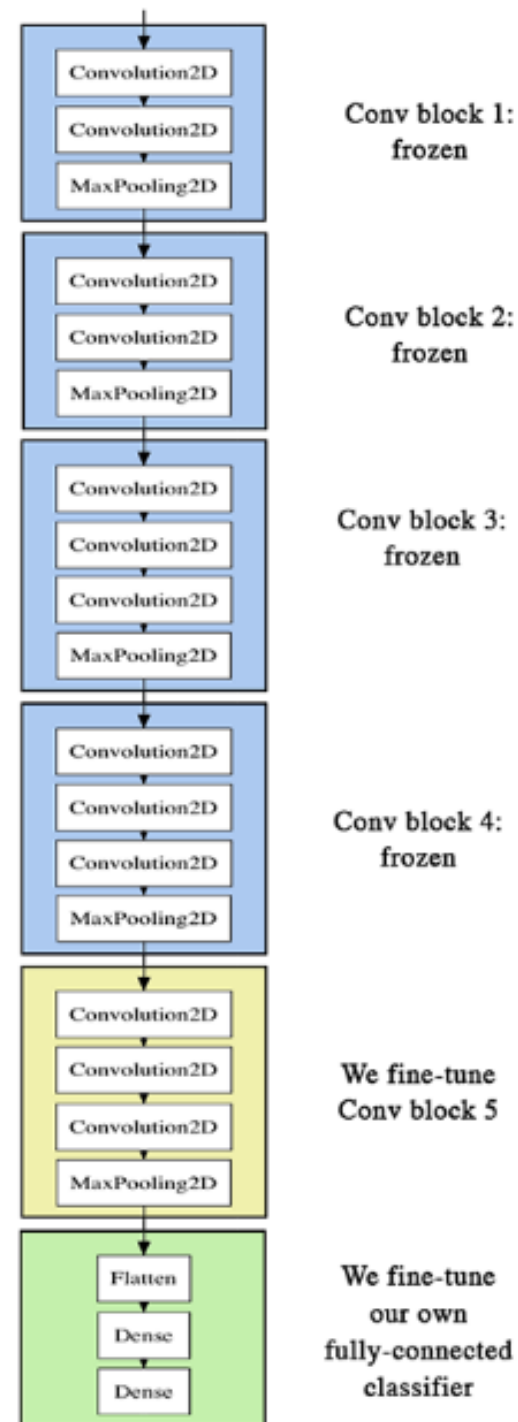 Convolution2D
Convolution2D
MaxPooling2D
Conv block 1:
frozen
Convolution2D
Convolution2D
MaxPooling2D
Conv block 2:
frozen
Convolution2D
Convolution2D
Convolution2D
MaxPooling2D
Conv block 3:
frozen
Convolution2D
Convolution2D
Convolution2D
MaxPooling2D
Conv block 4:
frozen
Convolution2D
Convolution2D
Convolution2D
MaxPooling2D
We fine-tune
Conv block 5
Flatten
Dense
Dense
We fine-tune
our own
fully-connected
classifier